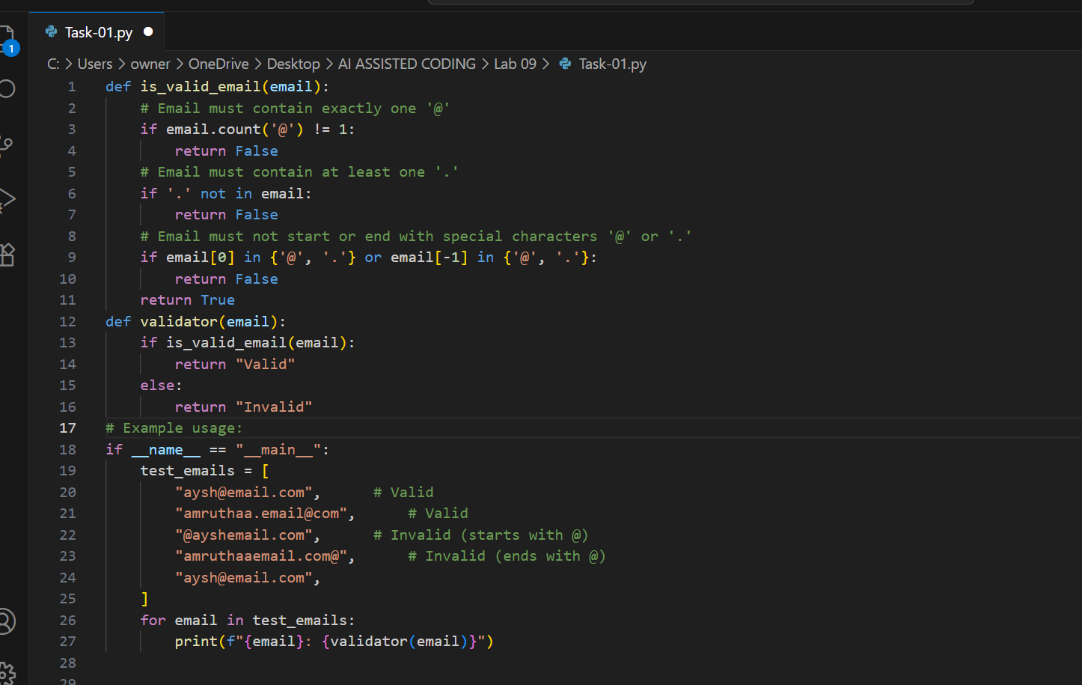 Task-01.py
1
C: > Users > owner > OneDrive > Desktop > AI ASSISTED CODING > Lab 09 > Task-01.py
1 def is_valid_email(email):
2     # Email must contain exactly one '@'
3     if email.count('@') != 1:
4         return False
5     # Email must contain at least one '.'
6     if '.' not in email:
7         return False
8     # Email must not start or end with special characters '@' or '.'
9     if email[0] in {'@', '.'} or email[-1] in {'@', '.'}:
10         return False
11     return True
12 def validator(email):
13     if is_valid_email(email):
14         return "Valid"
15     else:
16         return "Invalid"
17 # Example usage:
18 if __name__ == "__main__":
19     test_emails = [
20         "aysh@email.com",      # Valid
21         "amruthaa.email@com",      # Valid
22         "@ayshemail.com",      # Invalid (starts with @)
23         "amruthaaemail.com@",      # Invalid (ends with @)
24         "aysh@email.com",
25     ]
26     for email in test_emails:
27         print(f"{email}: {validator(email)}")
28
29